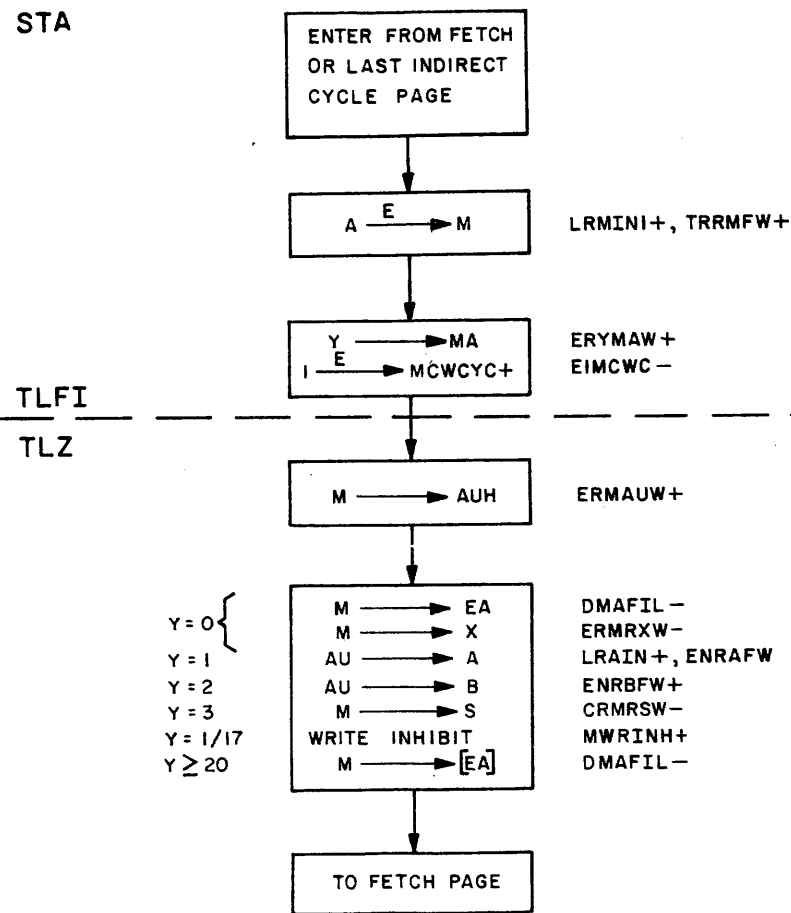 STA
ENTER FROM FETCH
OR LAST INDIRECT
CYCLE PAGE
E
A → M LRMINI+, TRRMFW+
Y → MA ERYMAW+
E
I → MCWCYC+ EIMCWC-
TLFI
TLZ
M → AUH ERMAUW+
Y = 0 { M → EA DMAFIL-
M → X ERMRXW-
Y = 1 AU → A LRAIN+, ENRAFW
Y = 2 AU → B ENRBFW+
Y = 3 M → S CRMRSW-
Y = 1/17 WRITE INHIBIT MWRINH+
Y ≥ 20 M → [EA] DMAFIL-
TO FETCH PAGE